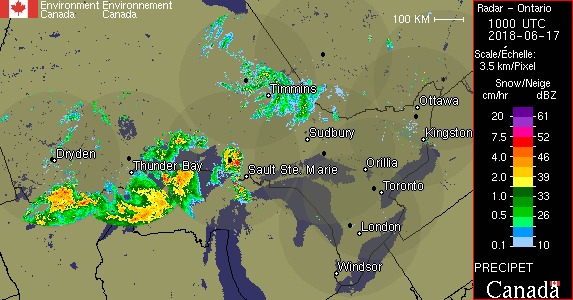 Environment Environnement
Canada Canada
100 KM
Timmins
Ottawa
Sudbury
Kingston
Dryden
Thunder Bay
Sault Ste. Marie
Orillia
Toronto
London
Windsor
Radar - Ontario
1000 UTC
2018-06-17
Scale/Échelle:
3.5 km/Pixel
Snow/Neige
cm/hr dBZ
20 61
7.5 52
4.0 46
2.0 39
1.0 33
0.5 26
0.1 10
PRECIPET
Canada